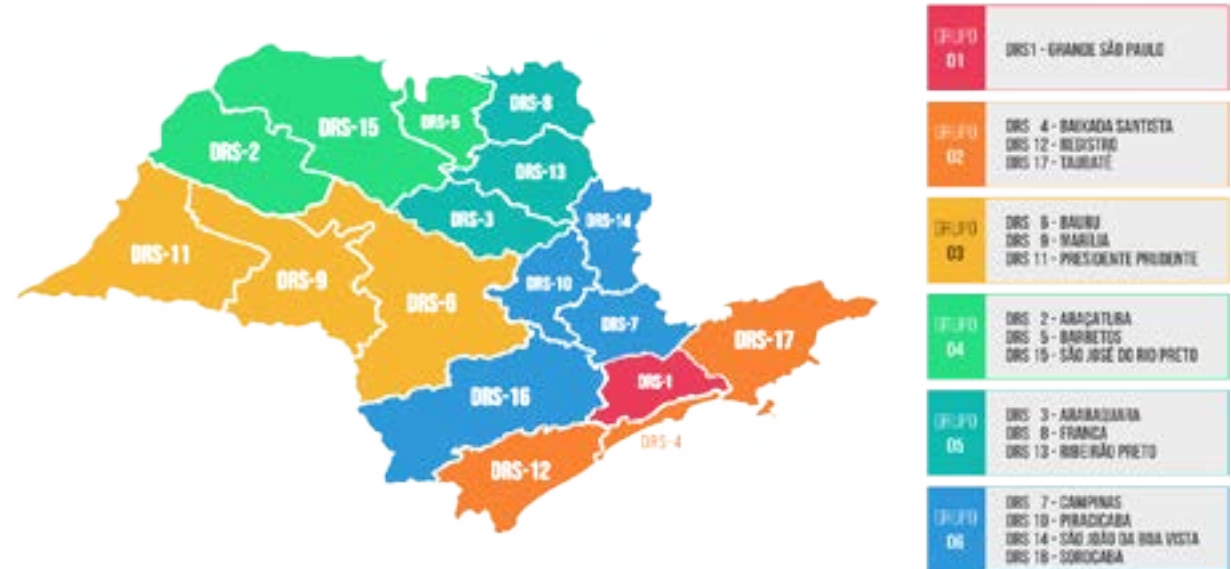 DRS-8
DRS-15
DRS-5
DRS-2
DRS-13
DRS-3
DRS-14
DRS-11
DRS-9
DRS-10
DRS-6
DRS-7
DRS-17
DRS-1
DRS-16
DRS-4
DRS-12
GRUPO
01
DRS1 - GRANDE SÃO PAULO
GRUPO
02
DRS 4 - BAIXADA SANTISTA
DRS 12 - REGISTRO
DRS 17 - TAUBATÉ
GRUPO
03
DRS 6 - BAURU
DRS 9 - MARÍLIA
DRS 11 - PRESIDENTE PRUDENTE
GRUPO
04
DRS 2 - ARAÇATUBA
DRS 5 - BARRETOS
DRS 15 - SÃO JOSÉ DO RIO PRETO
GRUPO
05
DRS 3 - ARARAQUARA
DRS 8 - FRANCA
DRS 13 - RIBEIRÃO PRETO
GRUPO
06
DRS 7 - CAMPINAS
DRS 10 - PIRACICABA
DRS 14 - SÃO JOÃO DA BOA VISTA
DRS 16 - SOROCABA